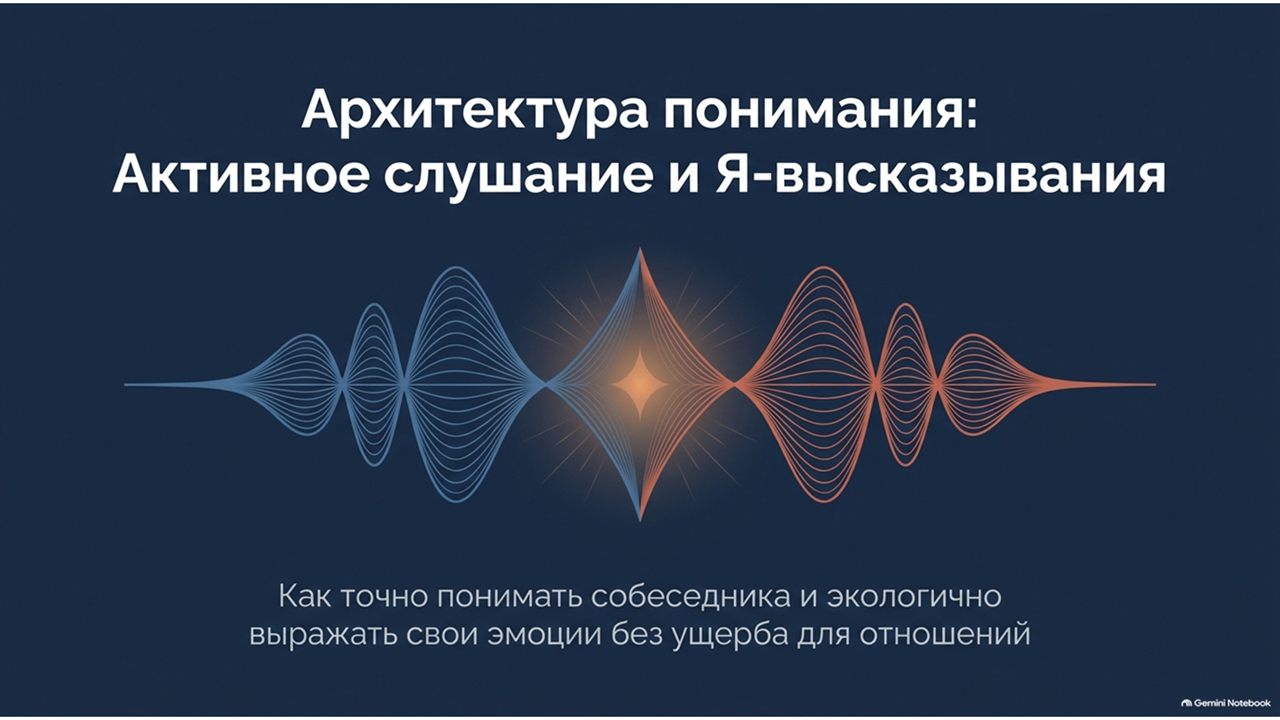 Архитектура понимания:
Активное слушание и Я-высказывания
Как точно понимать собеседника и экологично
выражать свои эмоции без ущерба для отношений
Gemini Notebook